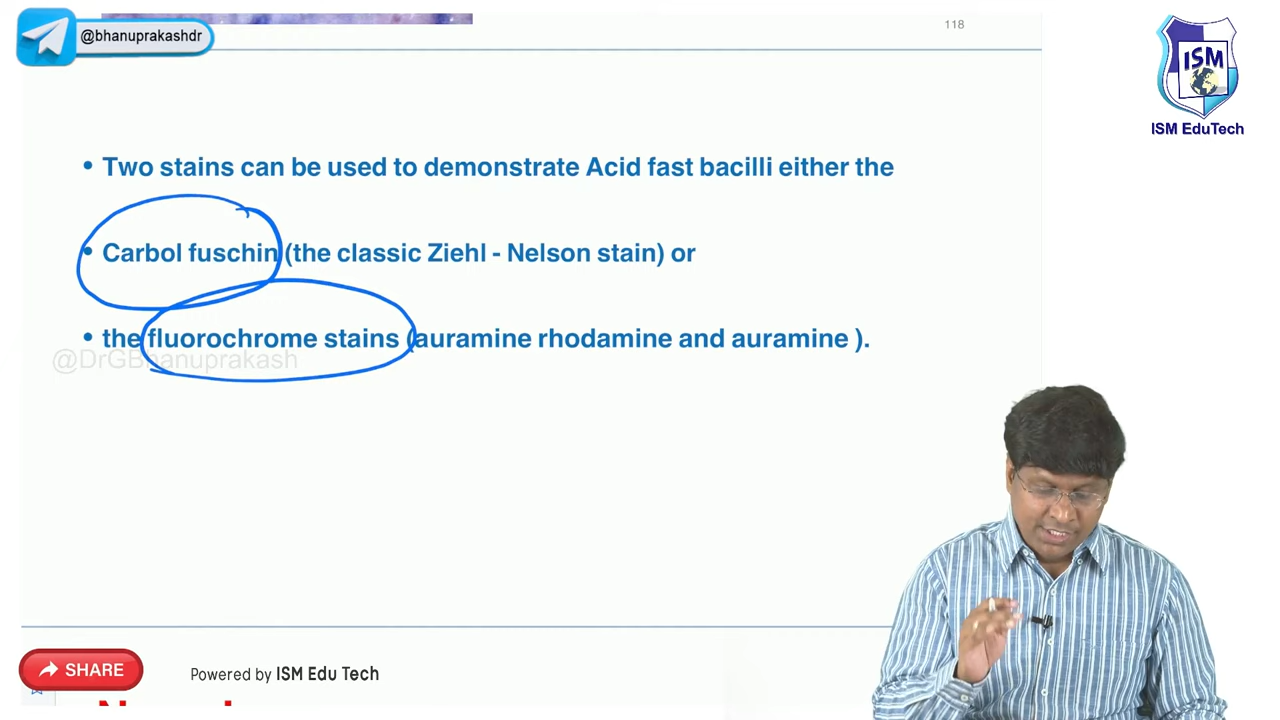 @bhanuprakashdr
118
ISM
ISM EduTech
• Two stains can be used to demonstrate Acid fast bacilli either the
• Carbol fuschin (the classic Ziehl - Nelson stain) or
• the fluorochrome stains (auramine rhodamine and auramine ).
@DrGBhanuprakash
SHARE
Powered by ISM Edu Tech